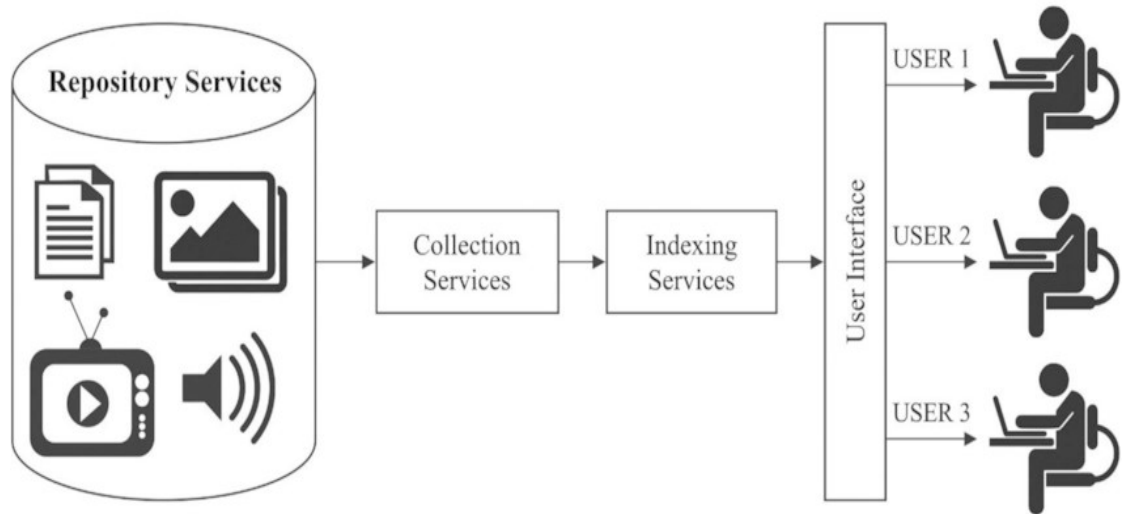 Repository Services
Collection
Services
Indexing
Services
User Interface
USER 1
USER 2
USER 3